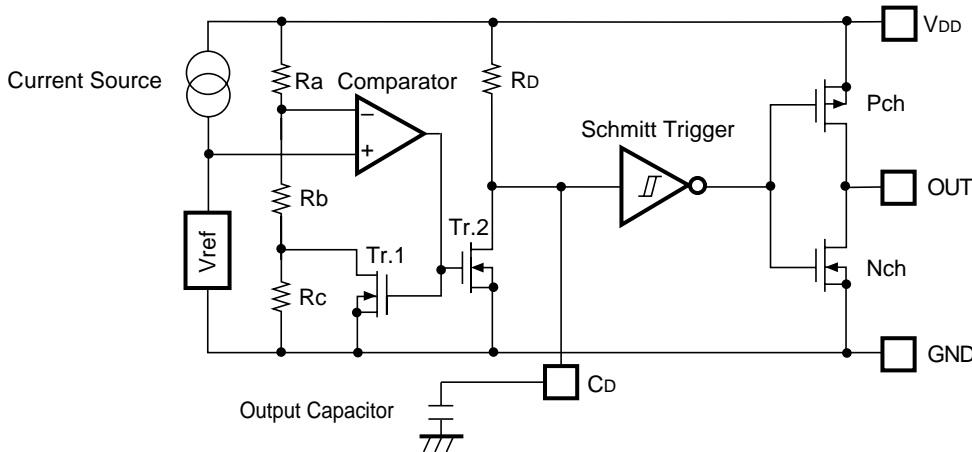 VDD
Current Source
Ra
Comparator
RD
Pch
Schmitt Trigger
−
+
Rb
OUT
Tr.1
Tr.2
Vref
Rc
Nch
GND
CD
Output Capacitor